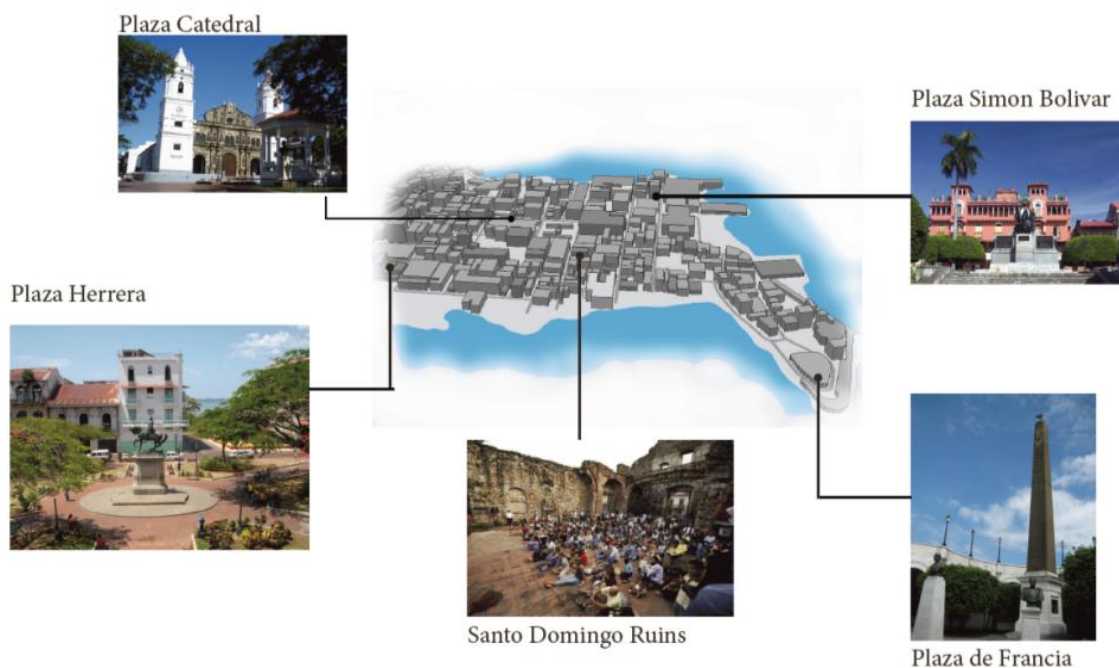 Plaza Catedral
Plaza Simon Bolivar
Plaza Herrera
Santo Domingo Ruins
Plaza de Francia